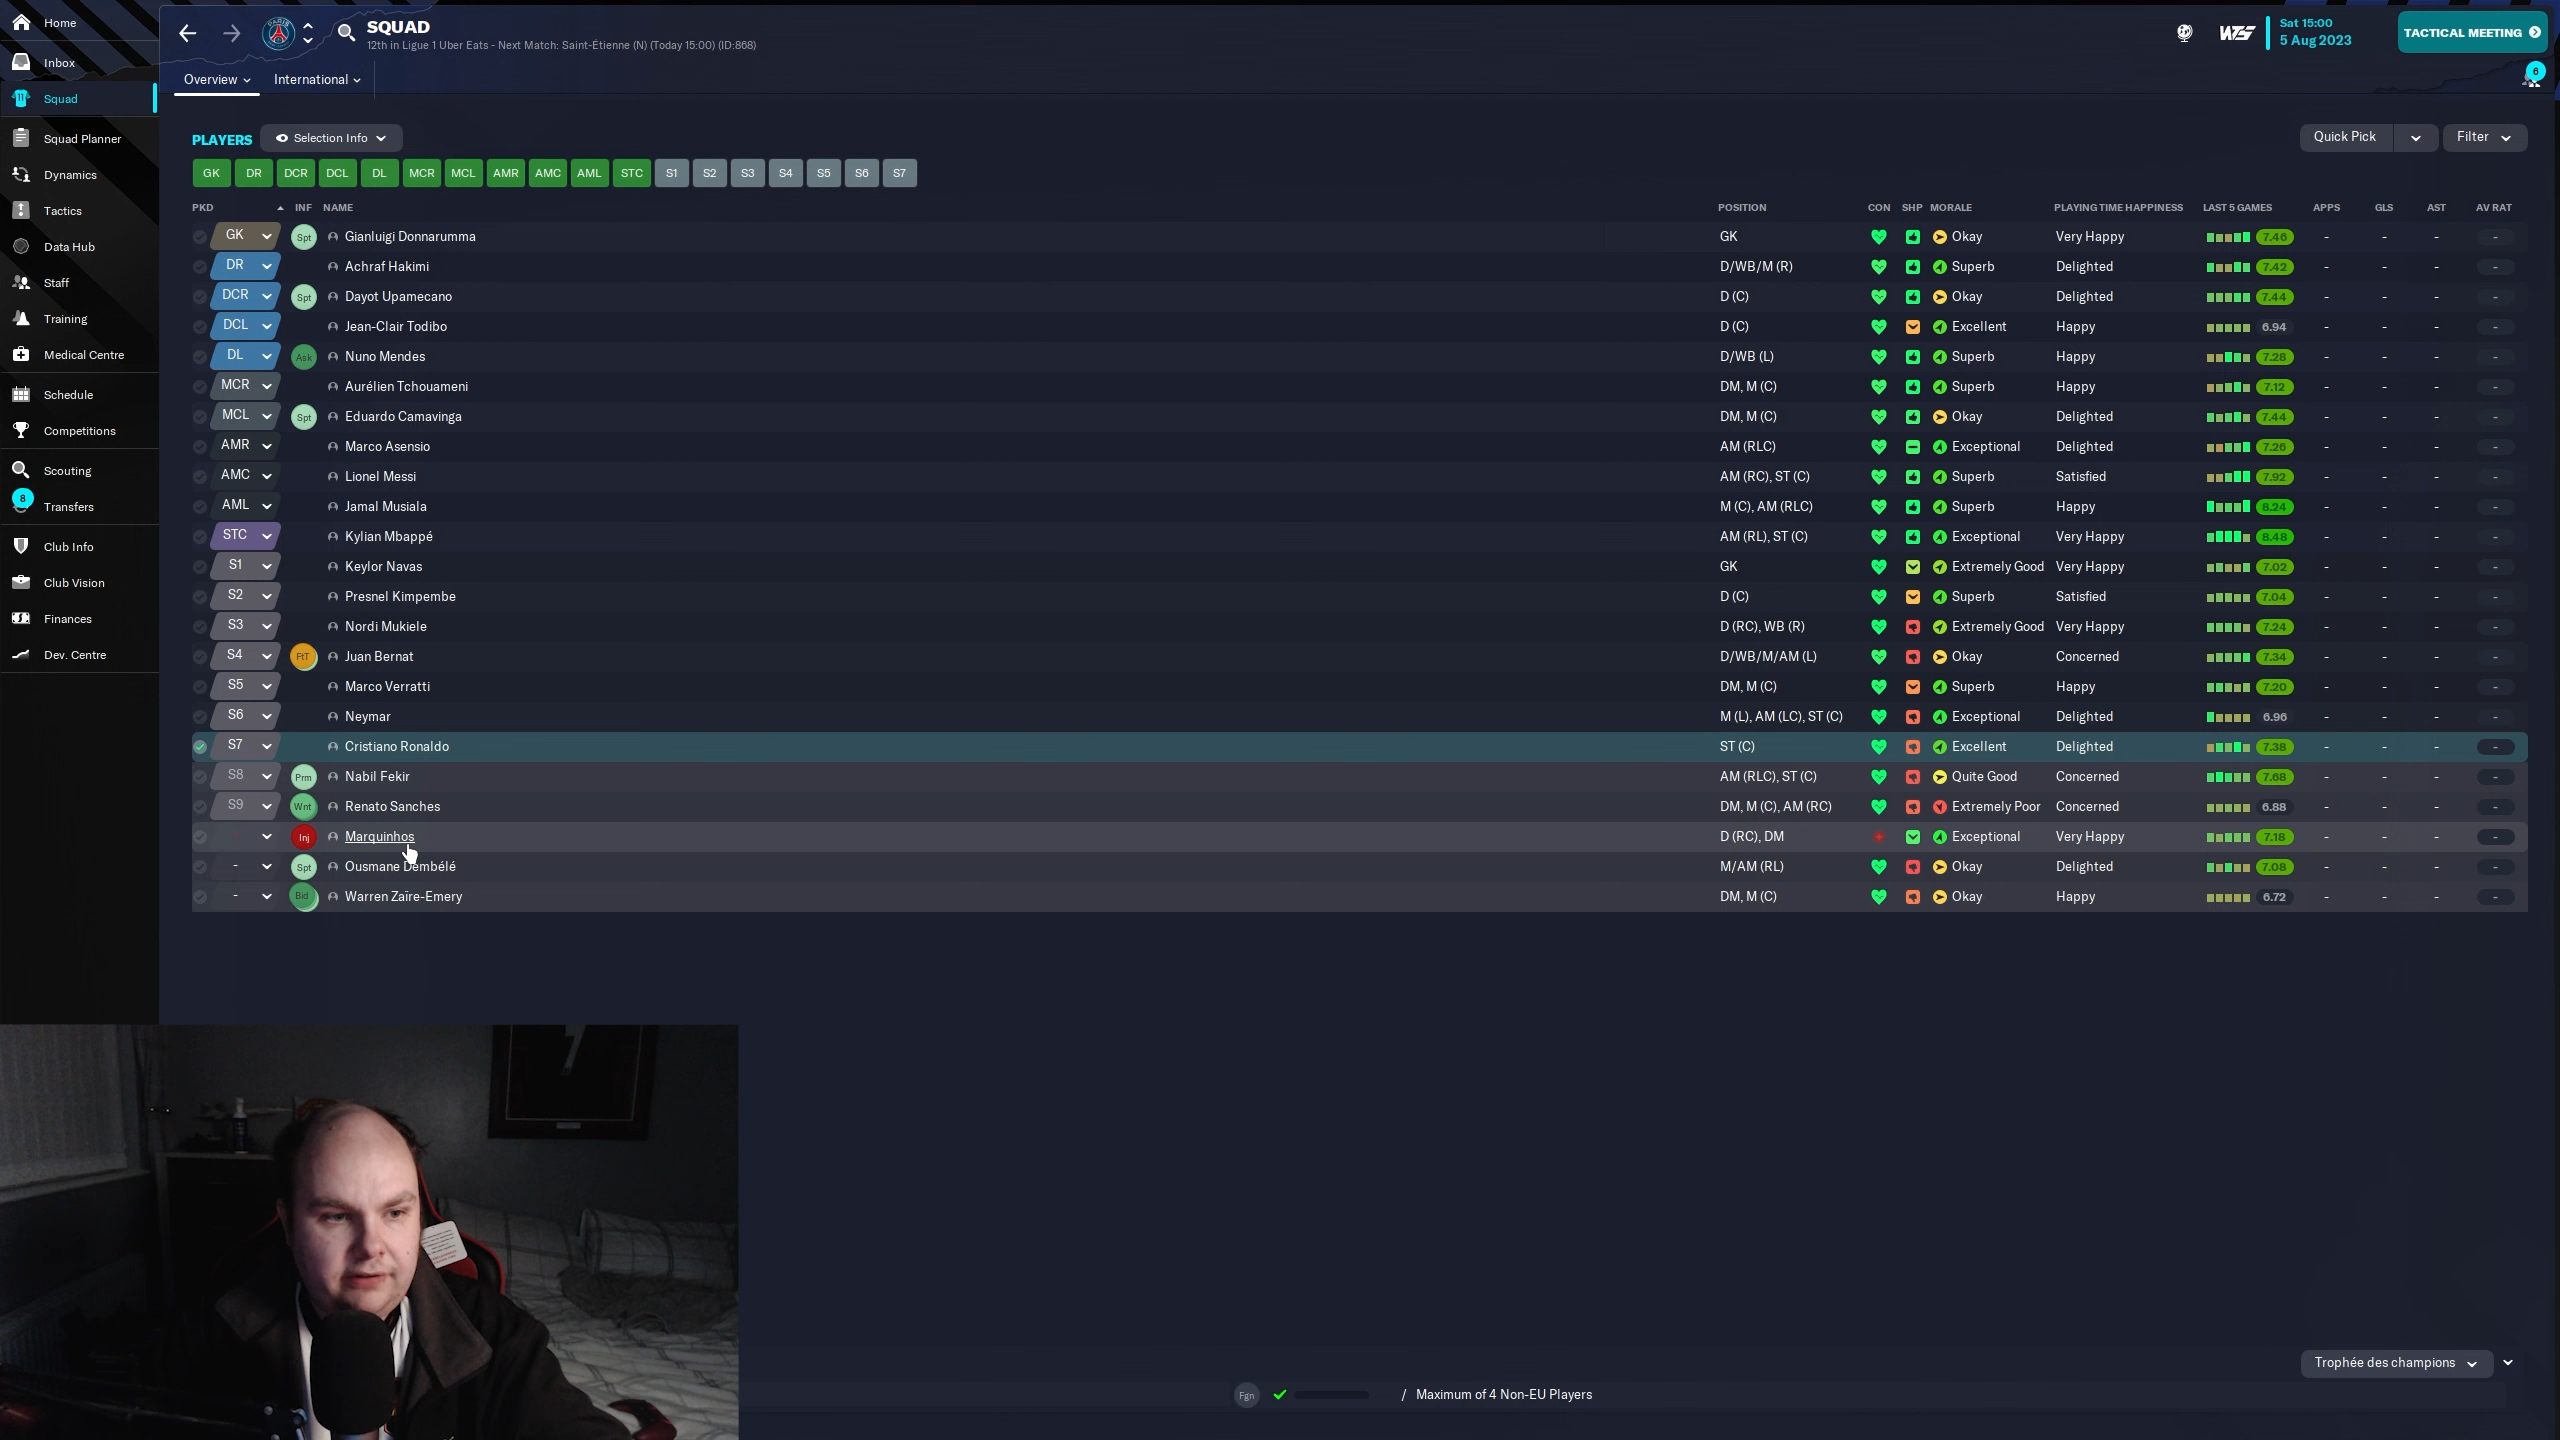 Home
Inbox
Squad
Squad Planner
Dynamics
Tactics
Data Hub
Staff
Training
Medical Centre
Schedule
Competitions
Scouting
8
Transfers
Club Info
Club Vision
Finances
Dev. Centre
SQUAD
12th in Ligue 1 Uber Eats - Next Match: Saint-Étienne (N) (Today 15:00) (ID:868)
Sat 15:00
5 Aug 2023
TACTICAL MEETING
6
Overview International
PLAYERS Selection Info
Quick Pick Filter
GK DR DCR DCL DL MCR MCL AMR AMC AML STC S1 S2 S3 S4 S5 S6 S7
PKD INF NAME POSITION CON SHP MORALE PLAYING TIME HAPPINESS LAST 5 GAMES APPS GLS AST AV RAT
GK Spt Gianluigi Donnarumma GK Okay Very Happy 7.46 - - - -
DR Achraf Hakimi D/WB/M (R) Superb Delighted 7.42 - - - -
DCR Spt Dayot Upamecano D (C) Okay Delighted 7.44 - - - -
DCL Jean-Clair Todibo D (C) Excellent Happy 6.94 - - - -
DL Ask Nuno Mendes D/WB (L) Superb Happy 7.28 - - - -
MCR Aurélien Tchouameni DM, M (C) Superb Happy 7.12 - - - -
MCL Spt Eduardo Camavinga DM, M (C) Okay Delighted 7.44 - - - -
AMR Marco Asensio AM (RLC) Exceptional Delighted 7.26 - - - -
AMC Lionel Messi AM (RC), ST (C) Superb Satisfied 7.92 - - - -
AML Jamal Musiala M (C), AM (RLC) Superb Happy 8.24 - - - -
STC Kylian Mbappé AM (RL), ST (C) Exceptional Very Happy 8.48 - - - -
S1 Keylor Navas GK Extremely Good Very Happy 7.02 - - - -
S2 Presnel Kimpembe D (C) Superb Satisfied 7.04 - - - -
S3 Nordi Mukiele D (RC), WB (R) Extremely Good Very Happy 7.24 - - - -
S4 FtT Juan Bernat D/WB/M/AM (L) Okay Concerned 7.34 - - - -
S5 Marco Verratti DM, M (C) Superb Happy 7.20 - - - -
S6 Neymar M (L), AM (LC), ST (C) Exceptional Delighted 6.96 - - - -
S7 Cristiano Ronaldo ST (C) Excellent Delighted 7.38 - - - -
S8 Prm Nabil Fekir AM (RLC), ST (C) Quite Good Concerned 7.68 - - - -
S9 Wnt Renato Sanches DM, M (C), AM (RC) Extremely Poor Concerned 6.88 - - - -
Inj Marquinhos D (RC), DM Exceptional Very Happy 7.18 - - - -
- Spt Ousmane Dembélé M/AM (RL) Okay Delighted 7.08 - - - -
- Bid Warren Zaïre-Emery DM, M (C) Okay Happy 6.72 - - - -
Trophée des champions
Fgn / Maximum of 4 Non-EU Players